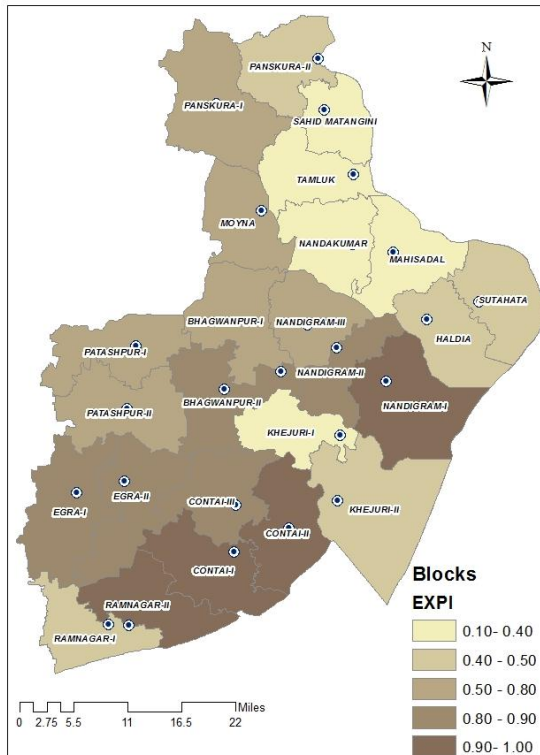 N
PANSKURA-II
PANSKURA-I
SAHID MATANGINI
TAMLUK
MOYNA
NANDAKUMAR
MAHISADAL
SUTAHATA
BHAGWANPUR-I
NANDIGRAM-III
HALDIA
PATASHPUR-I
NANDIGRAM-II
BHAGWANPUR-II
PATASHPUR-II
NANDIGRAM-I
KHEJURI-I
EGRA-II
EGRA-I
CONTAI-III
KHEJURI-II
CONTAI-II
CONTAI-I
RAMNAGAR-II
RAMNAGAR-I
Blocks
EXPI
0.10- 0.40
0.40 - 0.50
0.50 - 0.80
0.80 - 0.90
0.90- 1.00
Miles
0 2.75 5.5 11 16.5 22